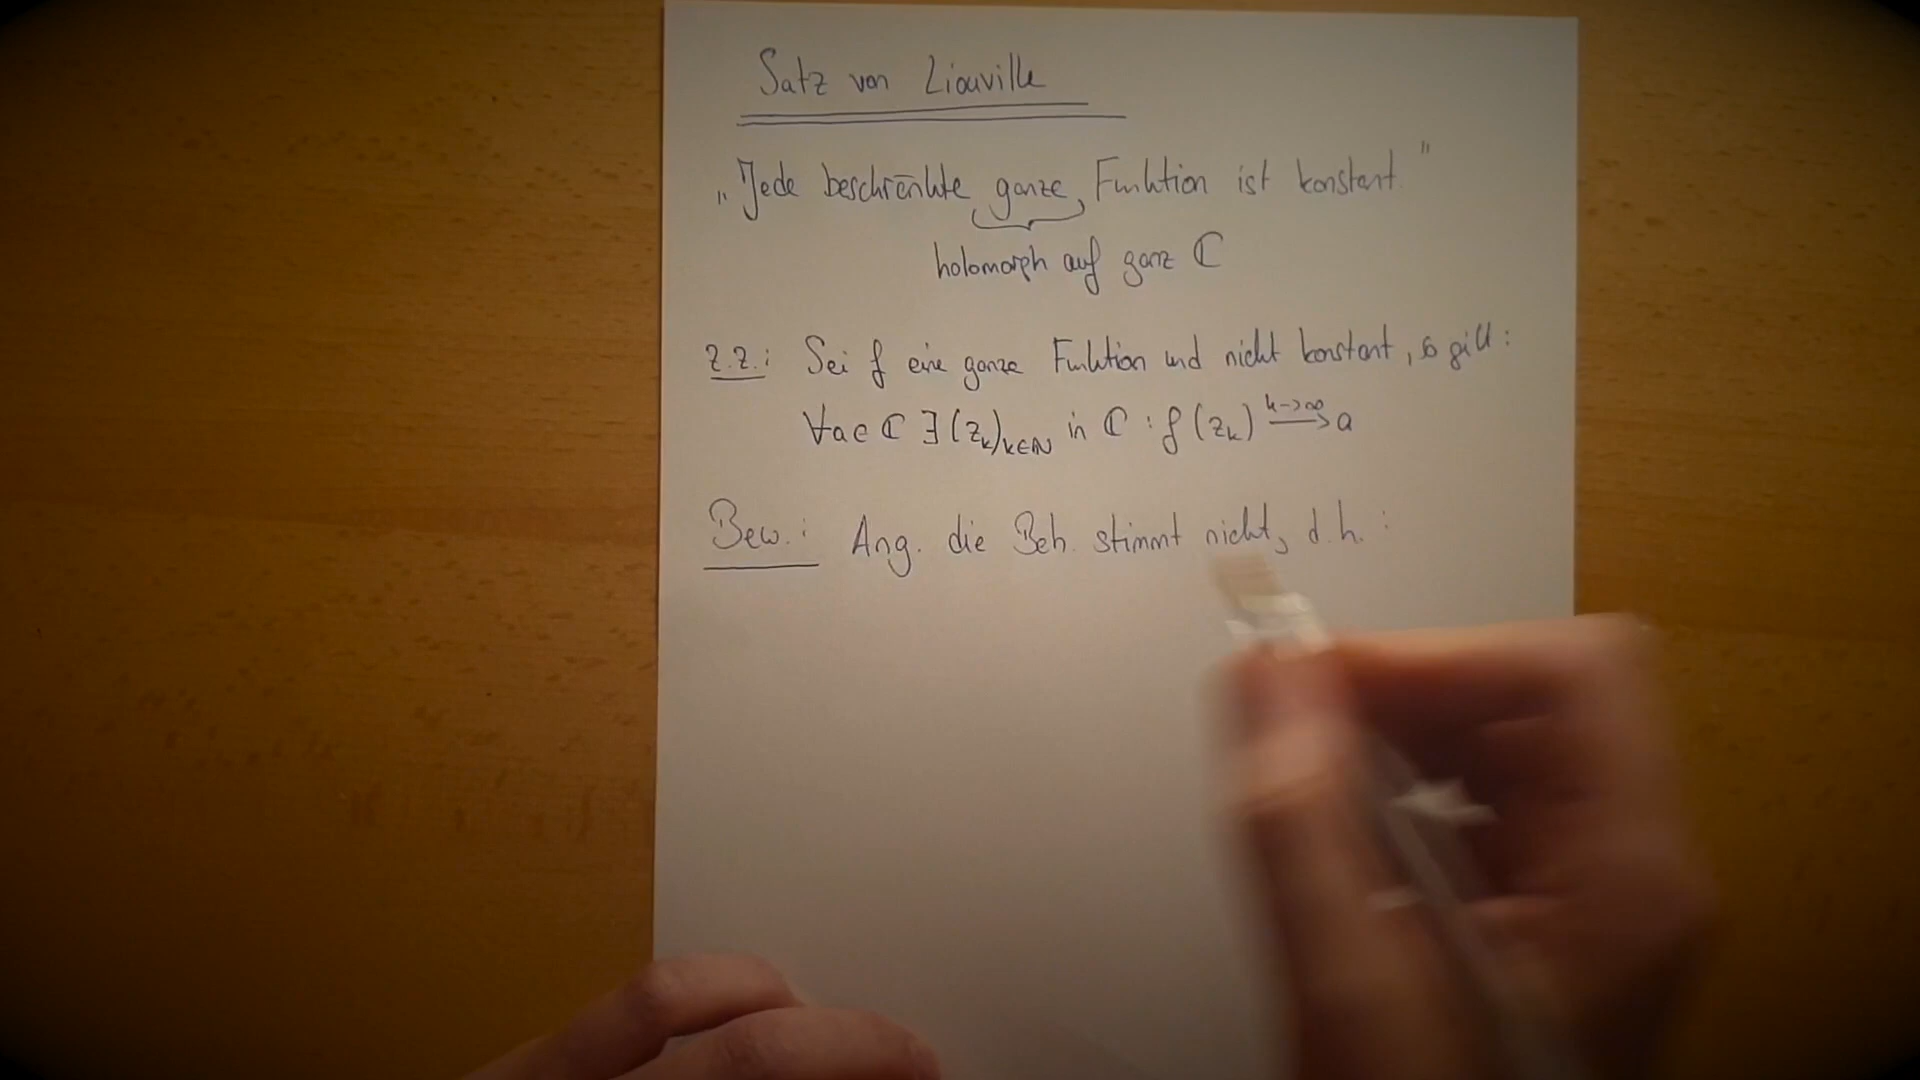 Satz von Liouville
„Jede beschränkte ganze Funktion ist konstant"
holomorph auf ganz ℂ
Z.Z.: Sei f eine ganze Funktion und nicht konstant, so gilt:
∀a∈ℂ ∃(z_k)_{k∈ℕ} in ℂ : f(z_k) →^{k→∞} a
Bew.: Ang. die Beh. stimmt nicht, d.h.: